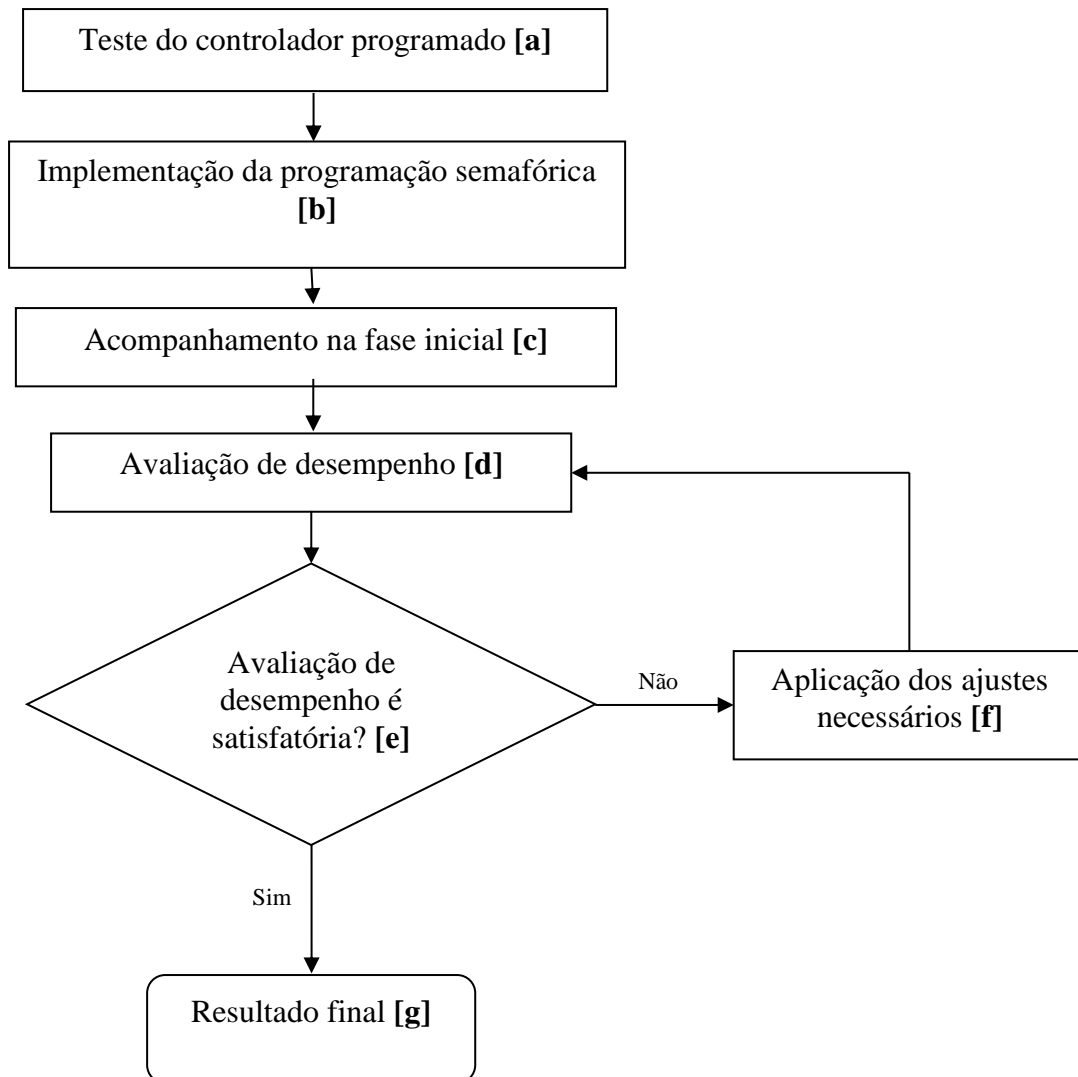 Teste do controlador programado [a]
Implementação da programação semafórica
[b]
Acompanhamento na fase inicial [c]
Avaliação de desempenho [d]
Avaliação de
desempenho é
satisfatória? [e]
Não
Aplicação dos ajustes
necessários [f]
Sim
Resultado final [g]